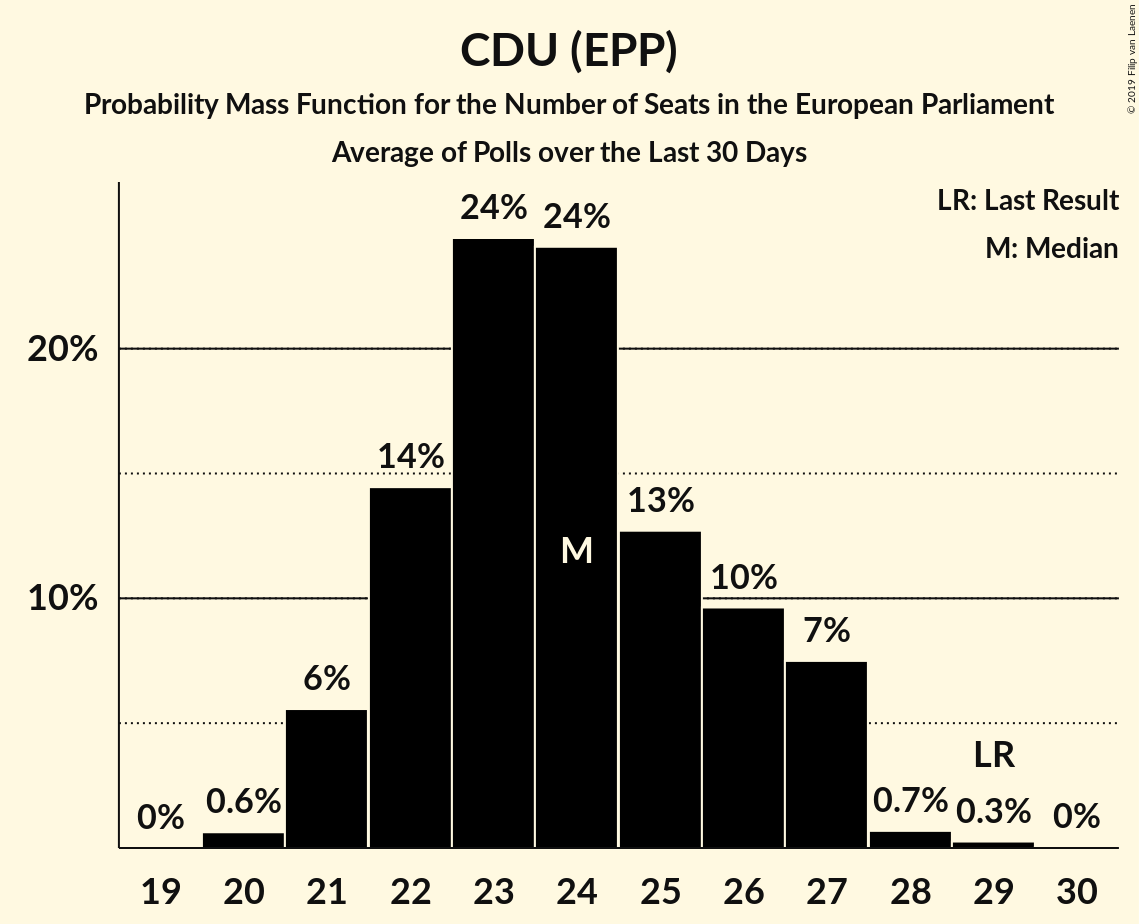 CDU (EPP)
Probability Mass Function for the Number of Seats in the European Parliament
Average of Polls over the Last 30 Days
© 2019 Filip van Laenen
LR: Last Result
M: Median
20%
10%
0%
0.6%
6%
14%
24%
24%
13%
10%
7%
0.7%
0.3%
0%
M
LR
19 20 21 22 23 24 25 26 27 28 29 30